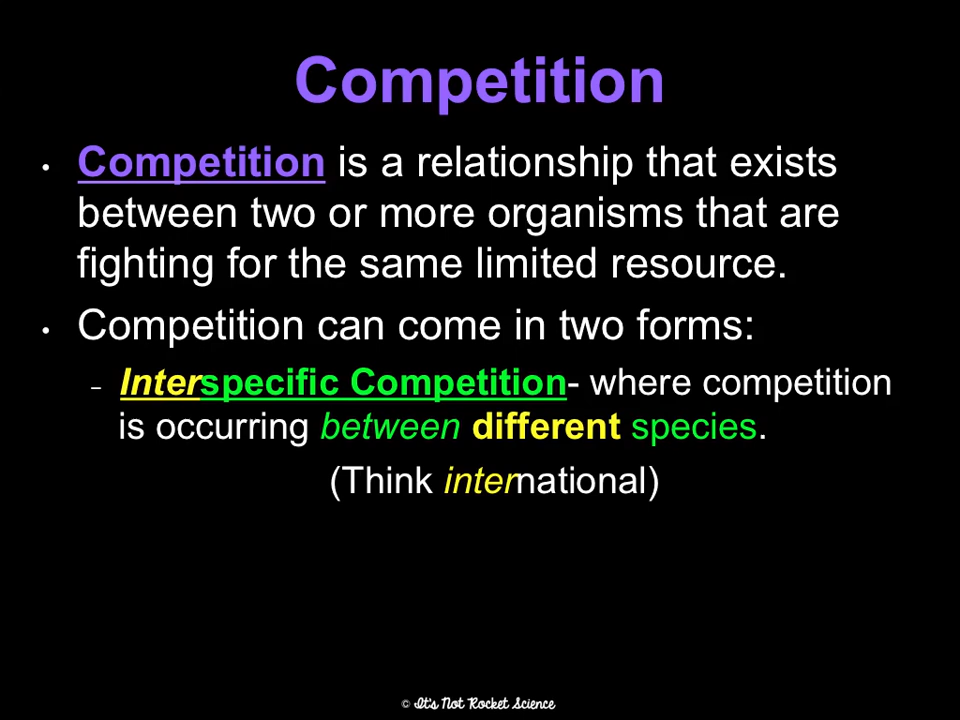 Competition
• Competition is a relationship that exists
between two or more organisms that are
fighting for the same limited resource.
• Competition can come in two forms:
– Interspecific Competition- where competition
is occurring between different species.
(Think international)
© It's Not Rocket Science